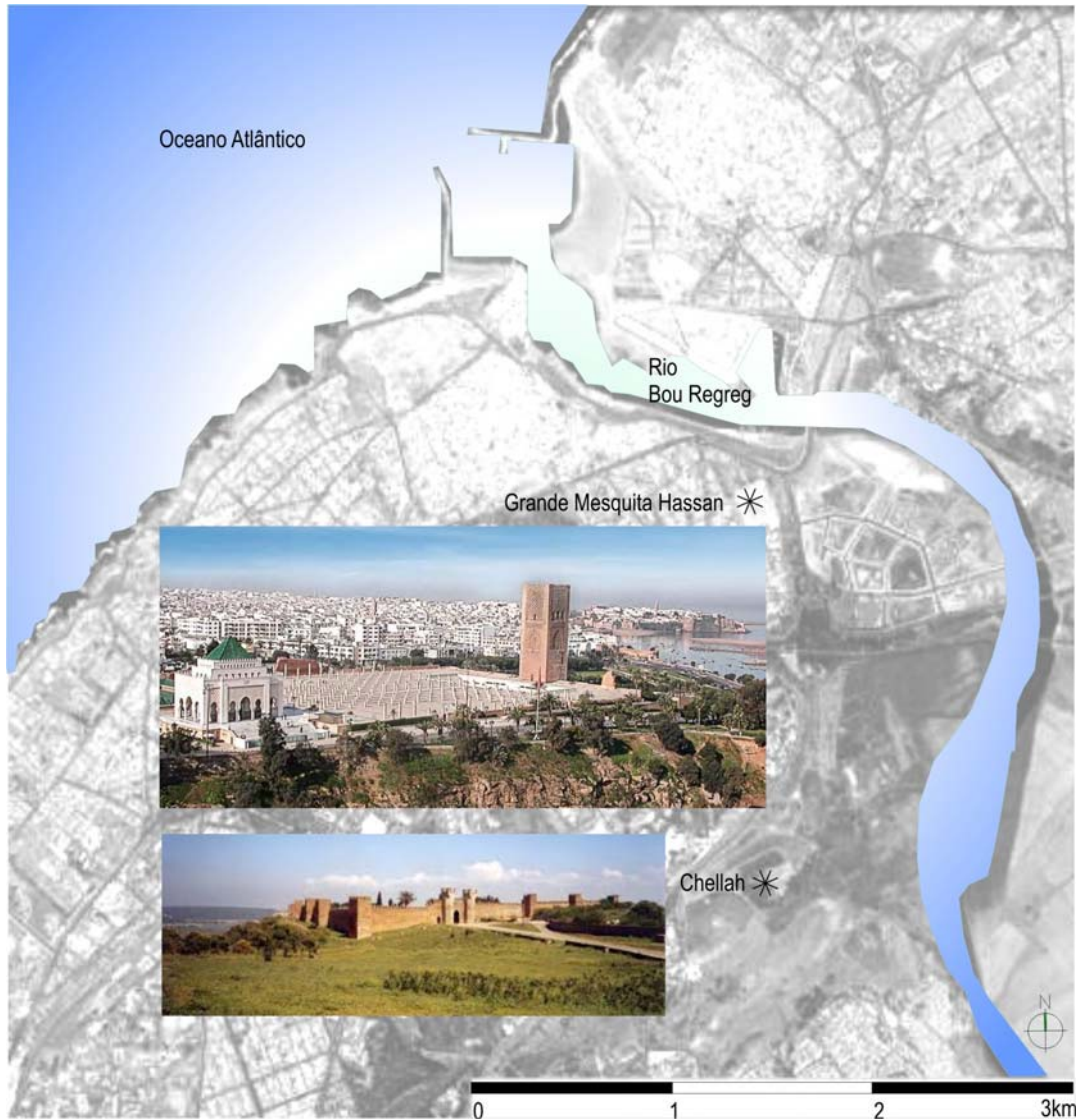 Oceano Atlântico
Rio
Bou Regreg
Grande Mesquita Hassan
Chellah
N
0 1 2 3km